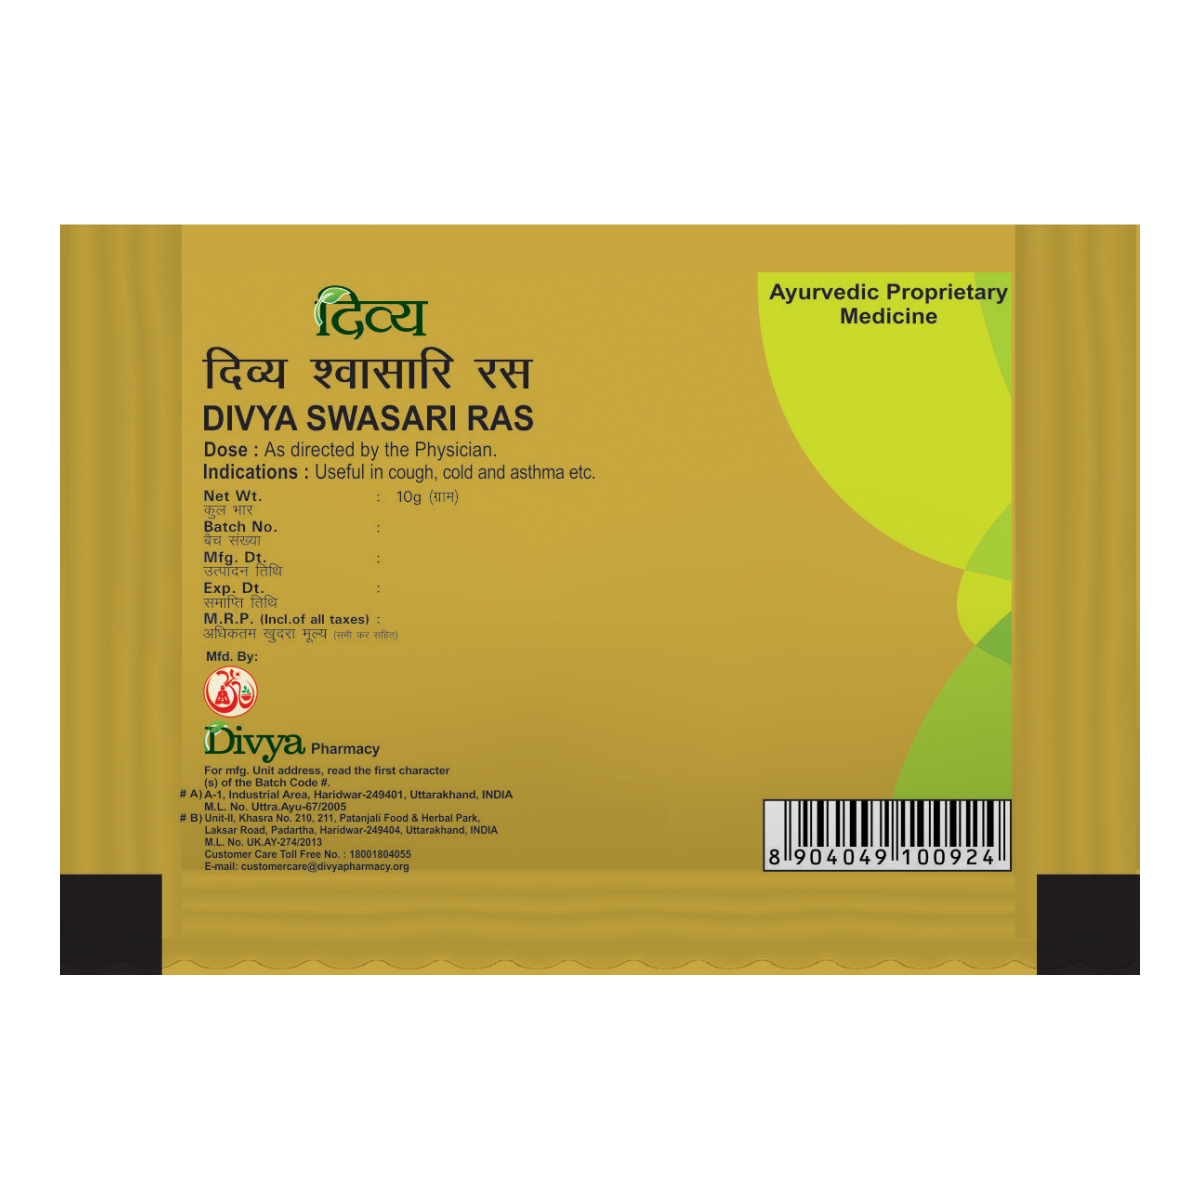 दिव्य
दिव्य श्वासारि रस
DIVYA SWASARI RAS
Dose : As directed by the Physician.
Indications : Useful in cough, cold and asthma etc.
Net Wt. : 10g (ग्राम)
कुल भार
Batch No. :
बैच संख्या
Mfg. Dt. :
उत्पादन तिथि
Exp. Dt. :
समाप्ति तिथि
M.R.P. (Incl.of all taxes) :
अधिकतम खुदरा मूल्य (सभी कर सहित)
Mfd. By:
Divya Pharmacy
For mfg. Unit address, read the first character
(s) of the Batch Code #.
# A) A-1, Industrial Area, Haridwar-249401, Uttarakhand, INDIA
M.L. No. Uttra.Ayu-67/2005
# B) Unit-II, Khasra No. 210, 211, Patanjali Food & Herbal Park,
Laksar Road, Padartha, Haridwar-249404, Uttarakhand, INDIA
M.L. No. UK.AY-274/2013
Customer Care Toll Free No. : 18001804055
E-mail: customercare@divyapharmacy.org
Ayurvedic Proprietary
Medicine
8 904049 100924